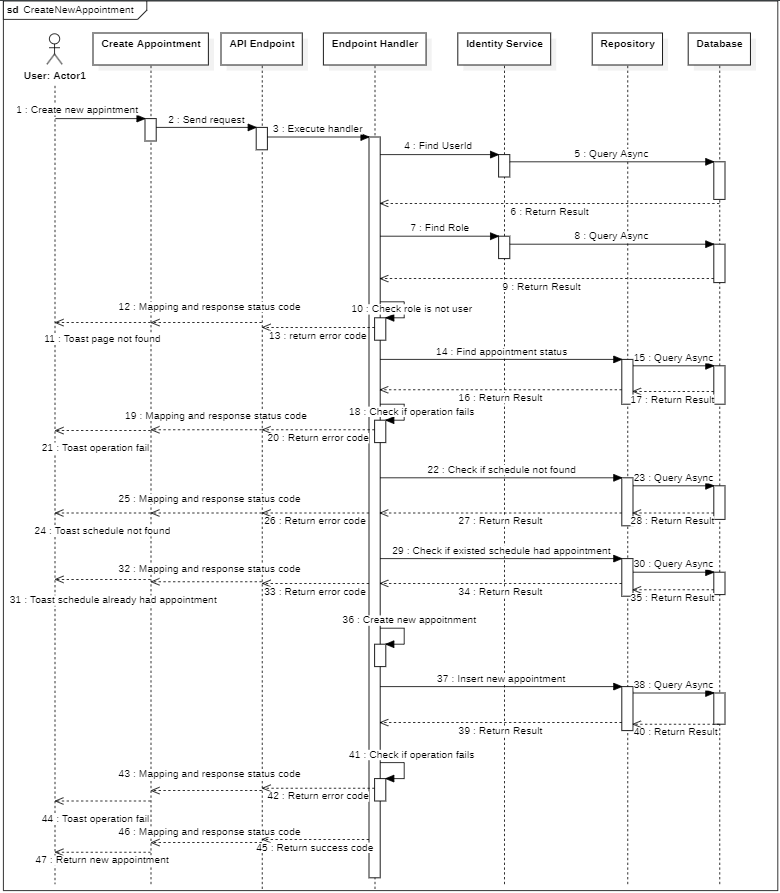 sd CreateNewAppointment
User: Actor1
Create Appointment
API Endpoint
Endpoint Handler
Identity Service
Repository
Database
1 : Create new appintment
2 : Send request
3 : Execute handler
4 : Find UserId
5 : Query Async
6 : Return Result
7 : Find Role
8 : Query Async
9 : Return Result
10 : Check role is not user
12 : Mapping and response status code
13 : return error code
11 : Toast page not found
14 : Find appointment status
15 : Query Async
16 : Return Result
17 : Return Result
18 : Check if operation fails
19 : Mapping and response status code
20 : Return error code
21 : Toast operation fail
22 : Check if schedule not found
23 : Query Async
25 : Mapping and response status code
26 : Return error code
27 : Return Result
28 : Return Result
24 : Toast schedule not found
29 : Check if existed schedule had appointment
30 : Query Async
32 : Mapping and response status code
33 : Return error code
34 : Return Result
35 : Return Result
31 : Toast schedule already had appointment
36 : Create new appoitnment
37 : Insert new appointment
38 : Query Async
39 : Return Result
40 : Return Result
41 : Check if operation fails
43 : Mapping and response status code
42 : Return error code
44 : Toast operation fail
46 : Mapping and response status code
45 : Return success code
47 : Return new appointment